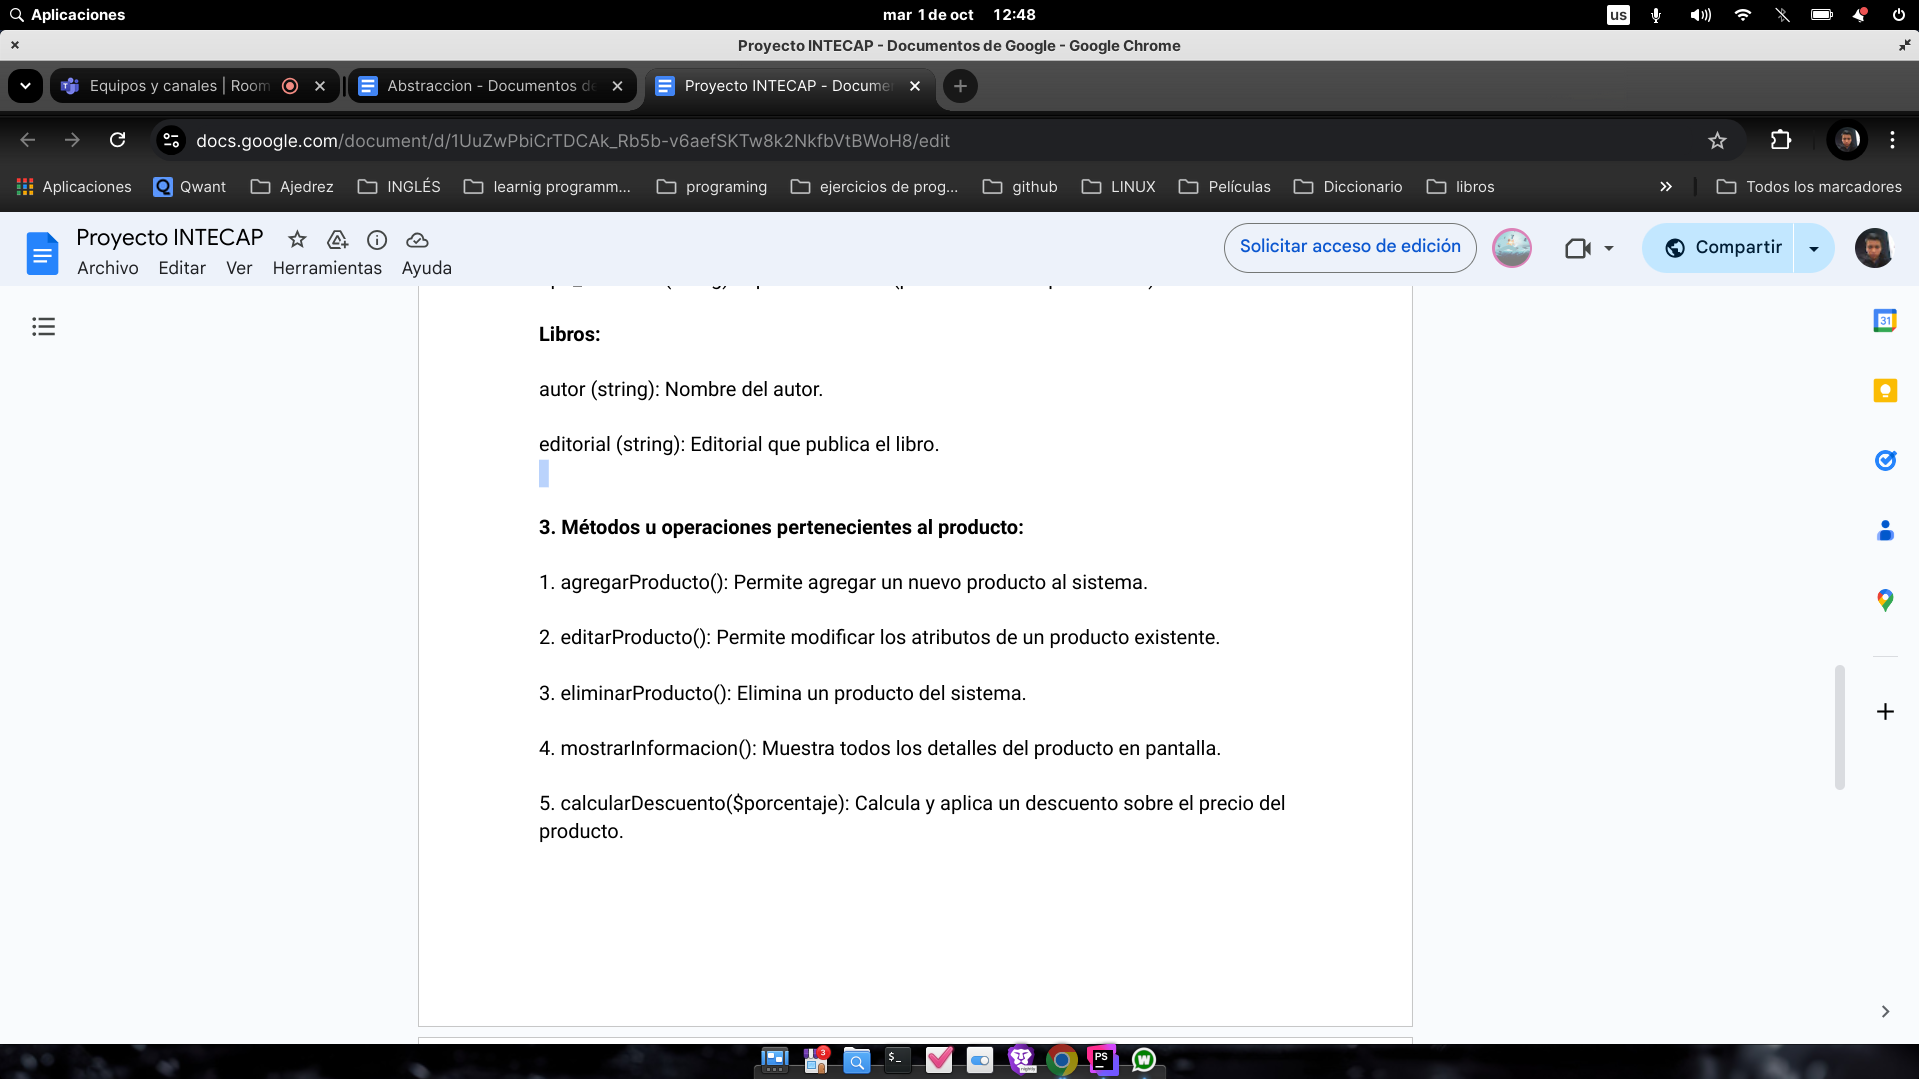 Aplicaciones
mar 1 de oct 12:48
us
Proyecto INTECAP - Documentos de Google - Google Chrome
Equipos y canales | Room
Abstraccion - Documentos de
Proyecto INTECAP - Docume
docs.google.com/document/d/1UuZwPbiCrTDCAk_Rb5b-v6aefSKTw8k2NkfbVtBWoH8/edit
Aplicaciones
Qwant
Ajedrez
INGLÉS
learnig programm...
programing
ejercicios de prog...
github
LINUX
Películas
Diccionario
libros
Todos los marcadores
Proyecto INTECAP
Archivo
Editar
Ver
Herramientas
Ayuda
Solicitar acceso de edición
Compartir
31
Libros:
autor (string): Nombre del autor.
editorial (string): Editorial que publica el libro.
3. Métodos u operaciones pertenecientes al producto:
1. agregarProducto(): Permite agregar un nuevo producto al sistema.
2. editarProducto(): Permite modificar los atributos de un producto existente.
3. eliminarProducto(): Elimina un producto del sistema.
4. mostrarInformacion(): Muestra todos los detalles del producto en pantalla.
5. calcularDescuento($porcentaje): Calcula y aplica un descuento sobre el precio del
producto.
3
PS
W